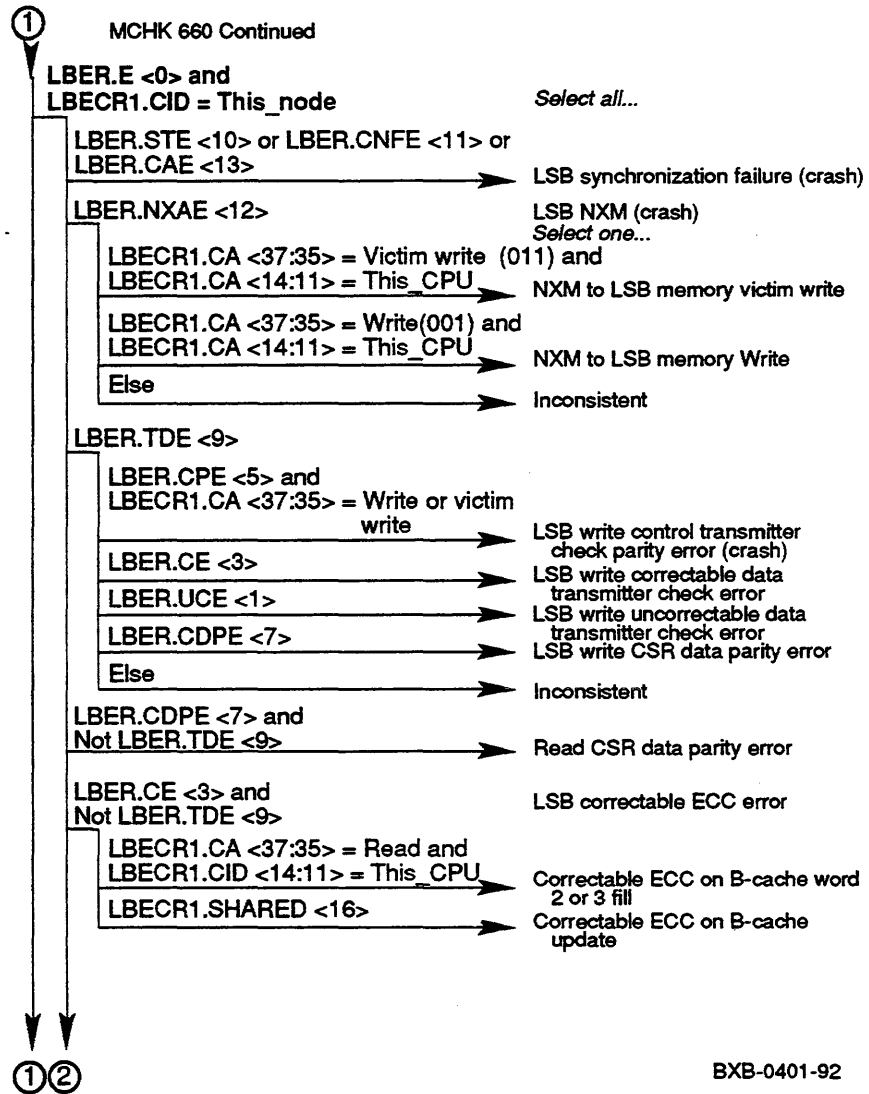 ①
MCHK 660 Continued
LBER.E <0> and
LBECR1.CID = This_node
Select all...
LBER.STE <10> or LBER.CNFE <11> or
LBER.CAE <13>
LSB synchronization failure (crash)
LBER.NXAE <12>
LSB NXM (crash)
Select one...
LBECR1.CA <37:35> = Victim write (011) and
LBECR1.CA <14:11> = This_CPU
NXM to LSB memory victim write
LBECR1.CA <37:35> = Write(001) and
LBECR1.CA <14:11> = This_CPU
NXM to LSB memory Write
Else
Inconsistent
LBER.TDE <9>
LBER.CPE <5> and
LBECR1.CA <37:35> = Write or victim
write
LSB write control transmitter
check parity error (crash)
LBER.CE <3>
LSB write correctable data
transmitter check error
LBER.UCE <1>
LSB write uncorrectable data
transmitter check error
LBER.CDPE <7>
LSB write CSR data parity error
Else
Inconsistent
LBER.CDPE <7> and
Not LBER.TDE <9>
Read CSR data parity error
LBER.CE <3> and
Not LBER.TDE <9>
LSB correctable ECC error
LBECR1.CA <37:35> = Read and
LBECR1.CID <14:11> = This_CPU
Correctable ECC on B-cache word
2 or 3 fill
LBECR1.SHARED <16>
Correctable ECC on B-cache
update
①②
BXB-0401-92